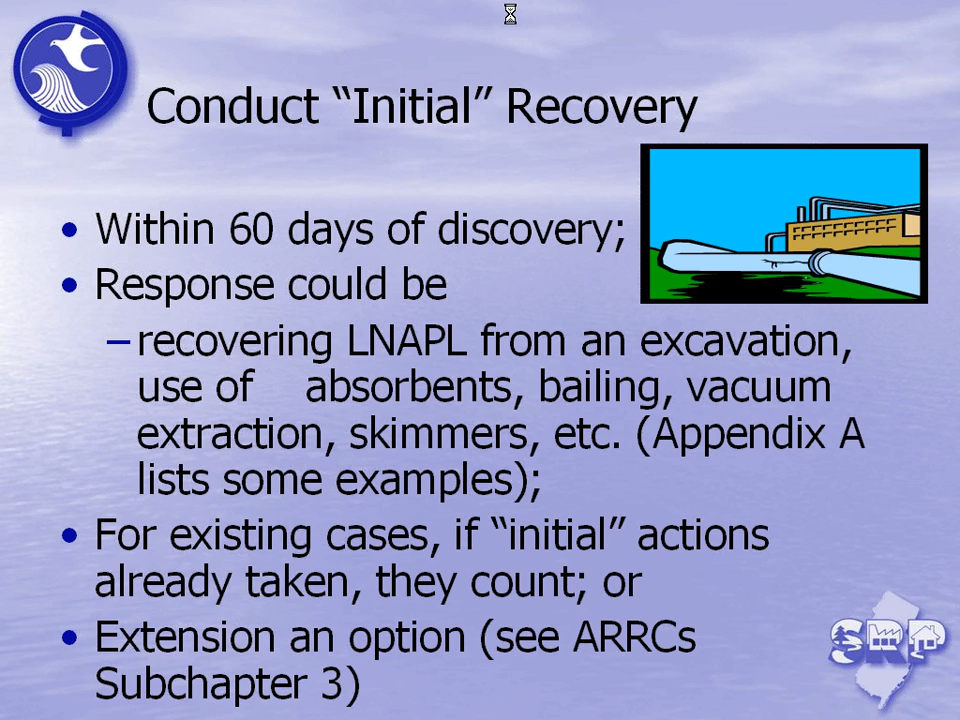 Conduct “Initial” Recovery
• Within 60 days of discovery;
• Response could be
– recovering LNAPL from an excavation,
use of    absorbents, bailing, vacuum
extraction, skimmers, etc. (Appendix A
lists some examples);
• For existing cases, if “initial” actions
already taken, they count; or
• Extension an option (see ARRCs
Subchapter 3)
SRP